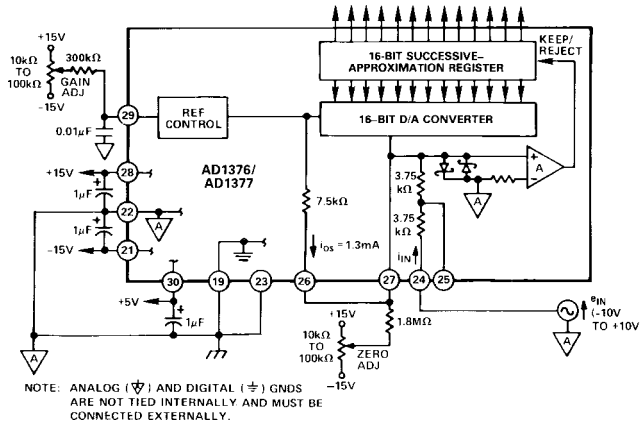 +15V
10kΩ
TO
100kΩ
-15V
300kΩ
GAIN
ADJ
0.01μF
29
REF
CONTROL
KEEP/
REJECT
16-BIT SUCCESSIVE-
APPROXIMATION REGISTER
16-BIT D/A CONVERTER
AD1376/
AD1377
+15V
28
+
1μF
22
A
+
1μF
-15V
21
7.5kΩ
iOS = 1.3mA
3.75
kΩ
3.75
kΩ
iIN
A
+
-
A
30
19
23
26
27
24
25
+5V
+
1μF
A
+15V
10kΩ
TO
100kΩ
-15V
1.8MΩ
ZERO
ADJ
eIN
(-10V
TO +10V
A
NOTE: ANALOG (A) AND DIGITAL (⏚) GNDS
ARE NOT TIED INTERNALLY AND MUST BE
CONNECTED EXTERNALLY.